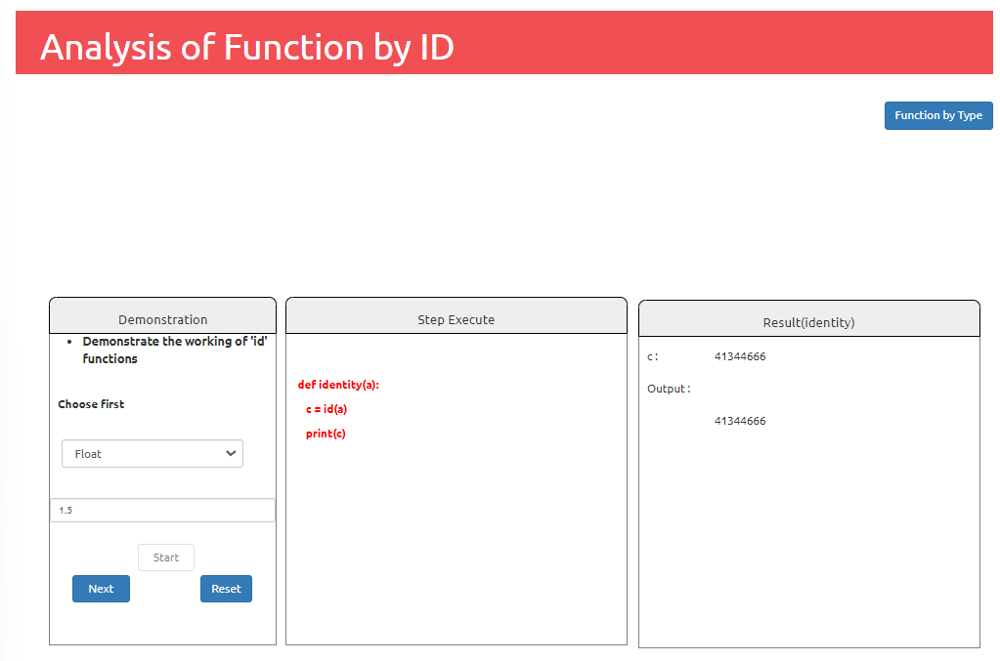 Analysis of Function by ID
Function by Type
Demonstration
Demonstrate the working of 'id'
functions
Choose first
Float
1.5
Start
Next
Reset
Step Execute
def identity(a):
c = id(a)
print(c)
Result(identity)
c : 41344666
Output :
41344666